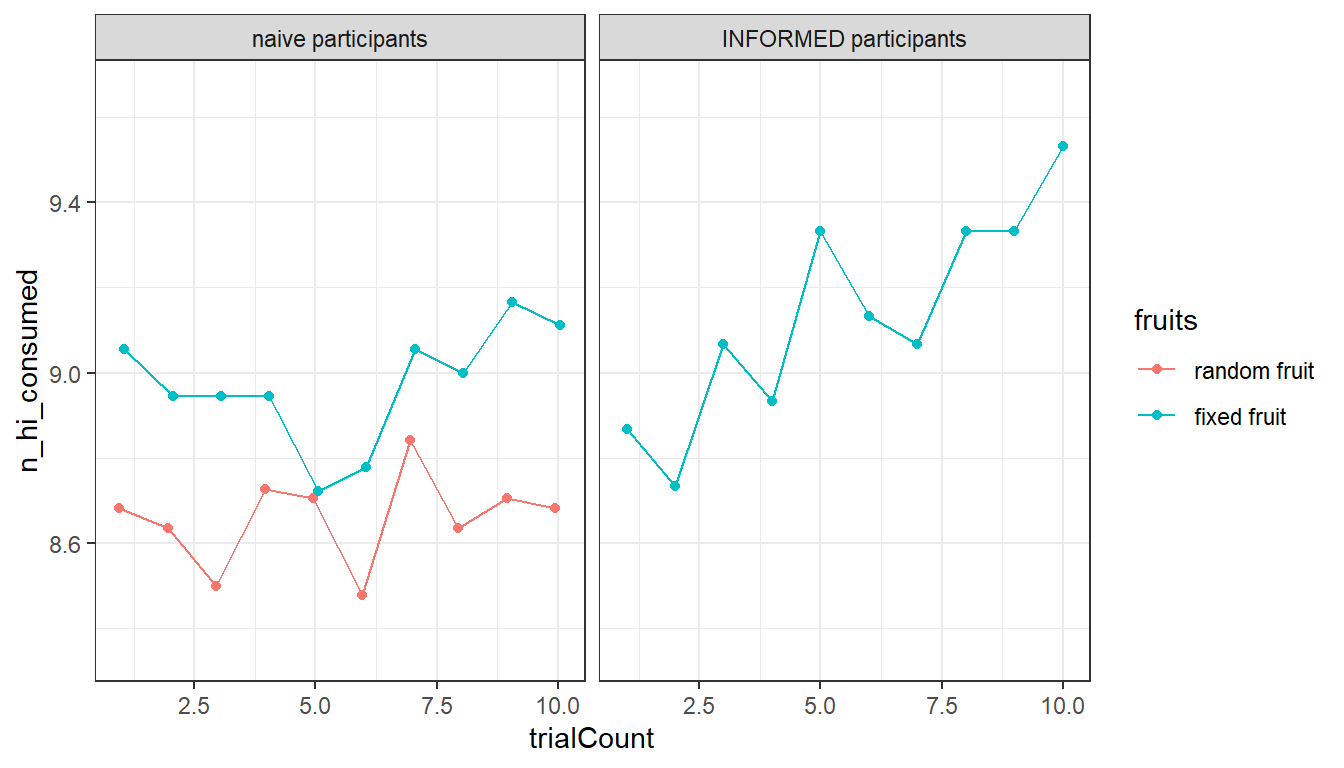 naive participants
INFORMED participants
n_hi_consumed
9.4
9.0
8.6
2.5
5.0
7.5
10.0
2.5
5.0
7.5
10.0
trialCount
fruits
random fruit
fixed fruit